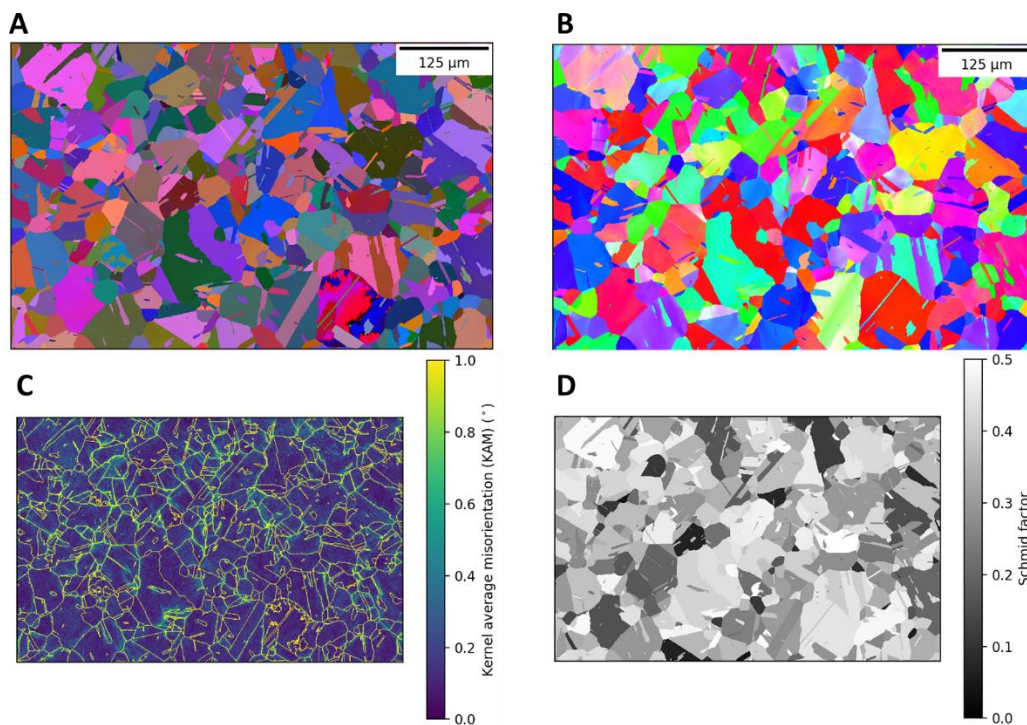 A
125 µm
B
125 µm
C
1.0
0.8
0.6
0.4
0.2
0.0
Kernel average misorientation (KAM) (°)
D
0.5
0.4
0.3
0.2
0.1
0.0
Schmid factor